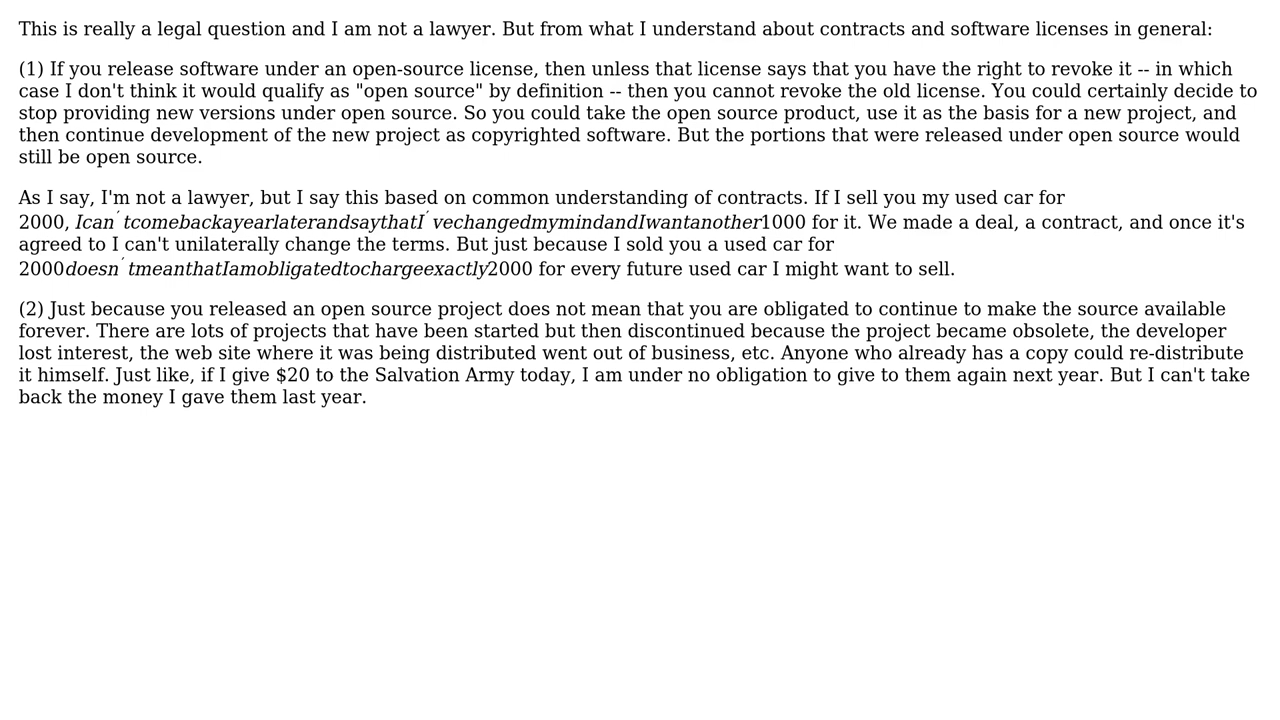 This is really a legal question and I am not a lawyer. But from what I understand about contracts and software licenses in general:
(1) If you release software under an open-source license, then unless that license says that you have the right to revoke it -- in which
case I don't think it would qualify as "open source" by definition -- then you cannot revoke the old license. You could certainly decide to
stop providing new versions under open source. So you could take the open source product, use it as the basis for a new project, and
then continue development of the new project as copyrighted software. But the portions that were released under open source would
still be open source.
As I say, I'm not a lawyer, but I say this based on common understanding of contracts. If I sell you my used car for
2000, Ican′tcomebackayearlaterandsaythatI′vechangedmymindandIwantanother1000 for it. We made a deal, a contract, and once it's
agreed to I can't unilaterally change the terms. But just because I sold you a used car for
2000doesn′tmeanthatIamobligatedtochargeexactly2000 for every future used car I might want to sell.
(2) Just because you released an open source project does not mean that you are obligated to continue to make the source available
forever. There are lots of projects that have been started but then discontinued because the project became obsolete, the developer
lost interest, the web site where it was being distributed went out of business, etc. Anyone who already has a copy could re-distribute
it himself. Just like, if I give $20 to the Salvation Army today, I am under no obligation to give to them again next year. But I can't take
back the money I gave them last year.